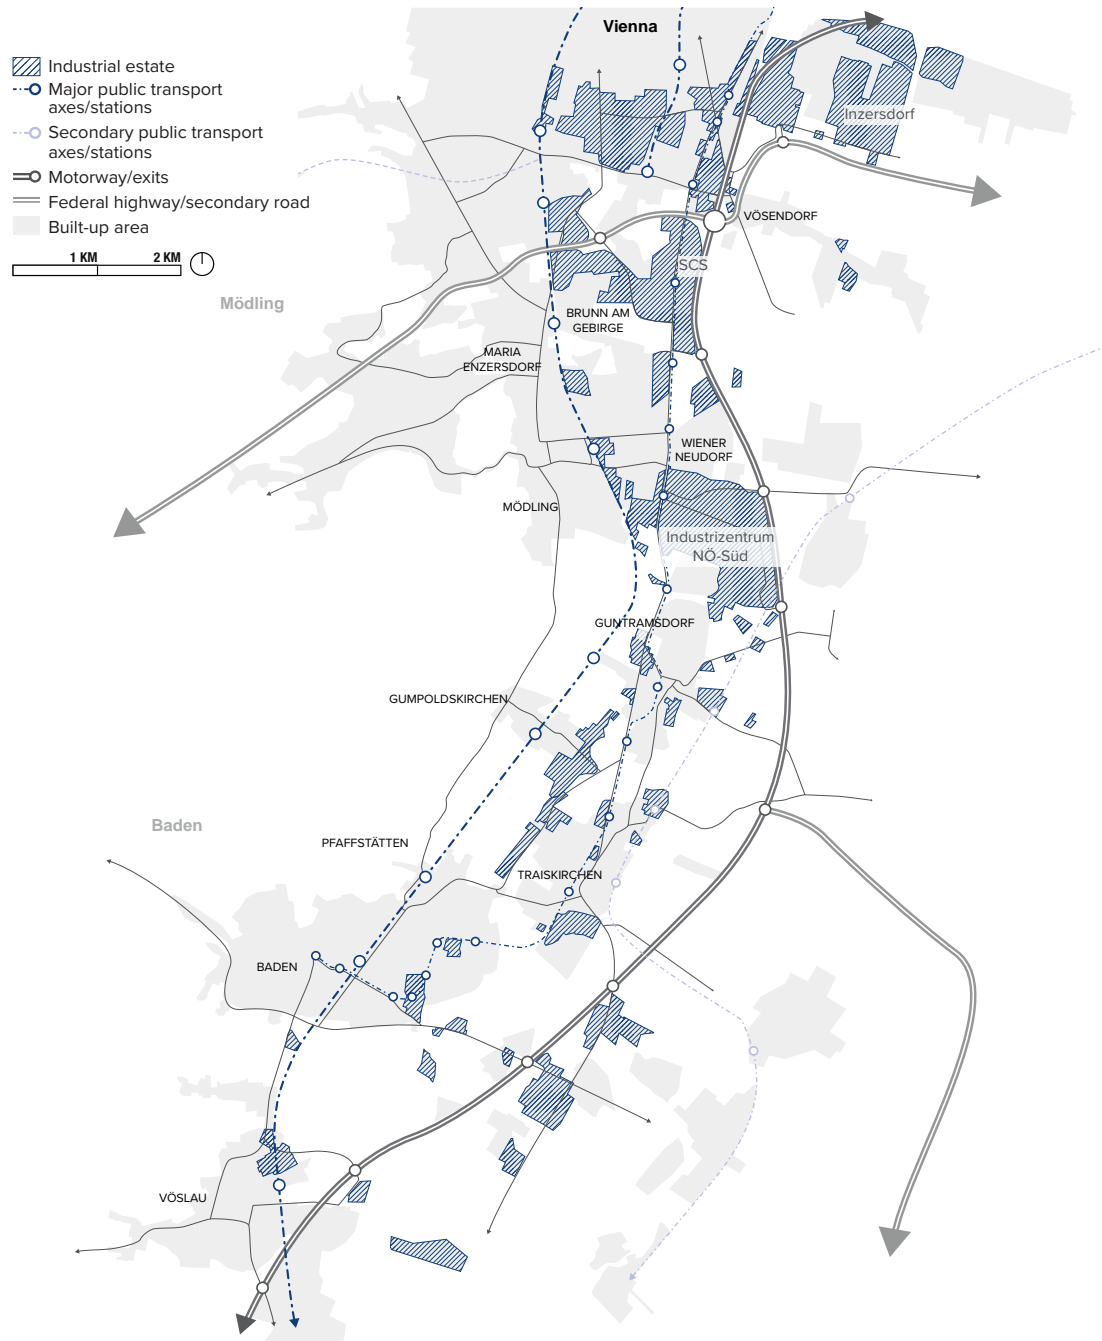 Vienna
Industrial estate
Major public transport
axes/stations
Secondary public transport
axes/stations
Motorway/exits
Federal highway/secondary road
Built-up area
1 KM 2 KM
Inzersdorf
VÖSENDORF
SCS
Mödling
BRUNN AM
GEBIRGE
MARIA
ENZERSDORF
WIENER
NEUDORF
MÖDLING
Industrizentrum
NÖ-Süd
GUNTRAMSDORF
GUMPOLDSKIRCHEN
Baden
PFAFFSTÄTTEN
TRAISKIRCHEN
BADEN
VÖSLAU